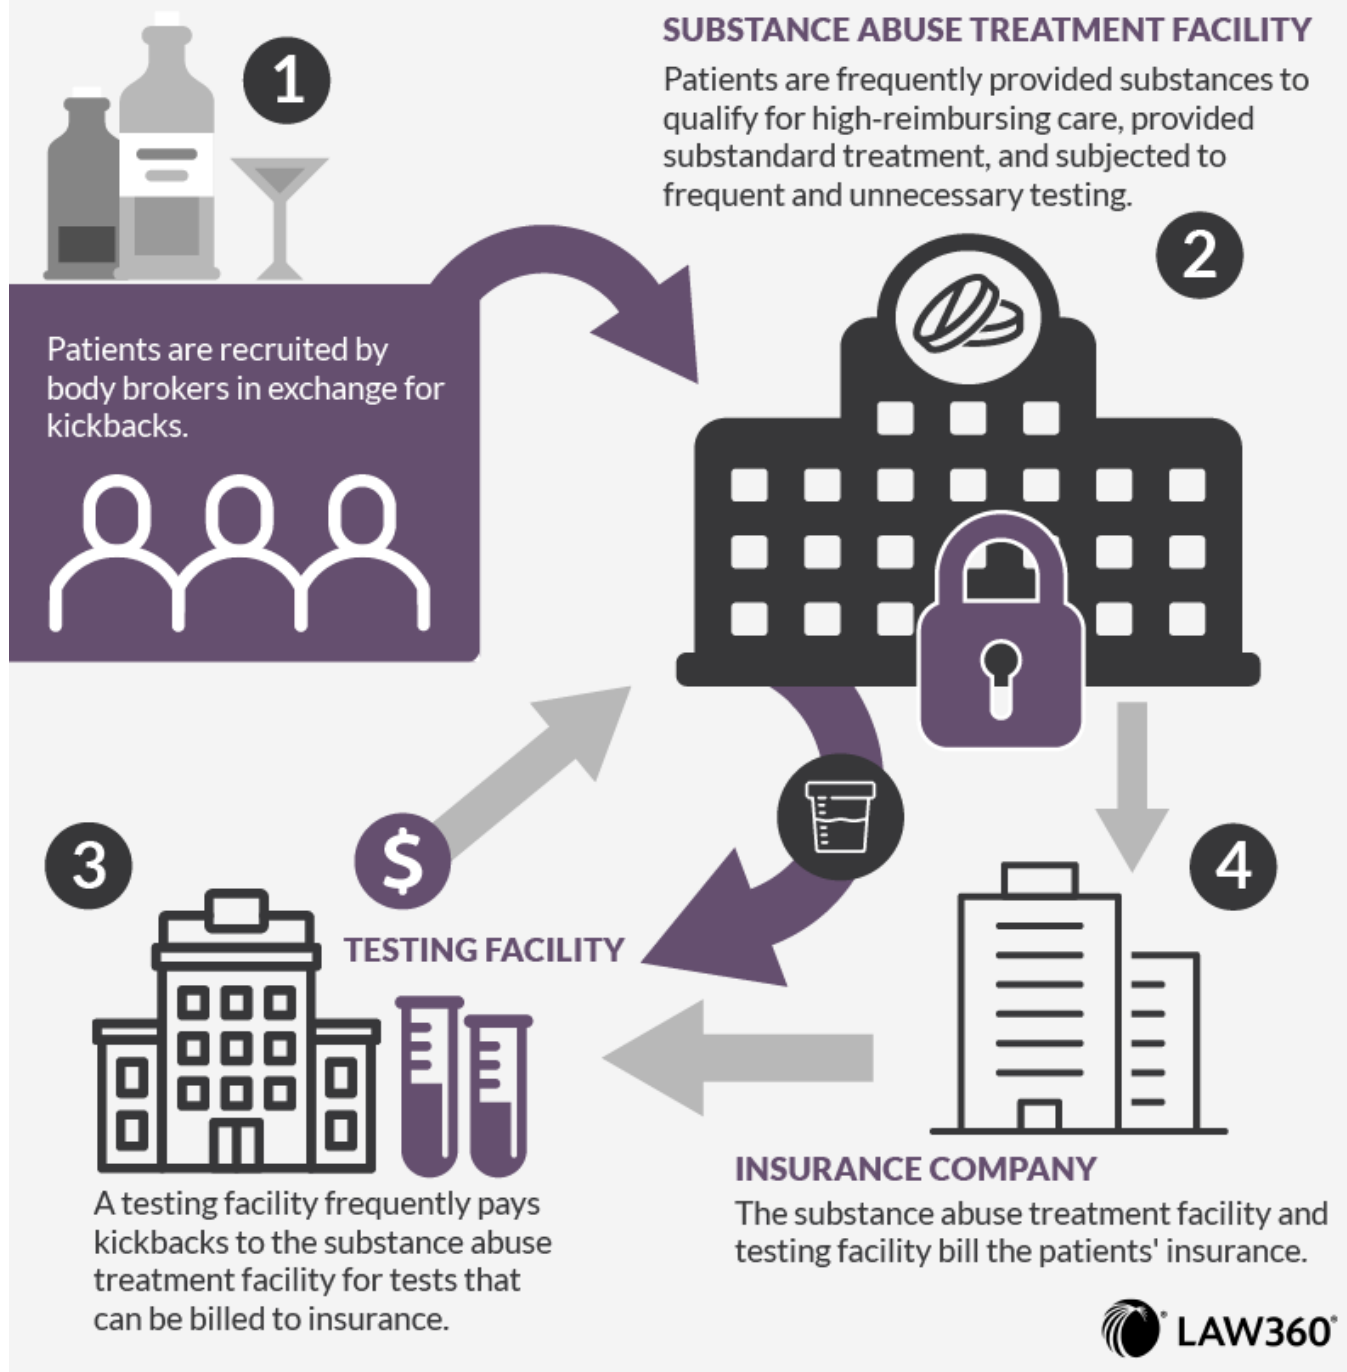 1
Patients are recruited by
body brokers in exchange for
kickbacks.
SUBSTANCE ABUSE TREATMENT FACILITY
Patients are frequently provided substances to
qualify for high-reimbursing care, provided
substandard treatment, and subjected to
frequent and unnecessary testing.
2
3
$
TESTING FACILITY
A testing facility frequently pays
kickbacks to the substance abuse
treatment facility for tests that
can be billed to insurance.
4
INSURANCE COMPANY
The substance abuse treatment facility and
testing facility bill the patients' insurance.
LAW360®